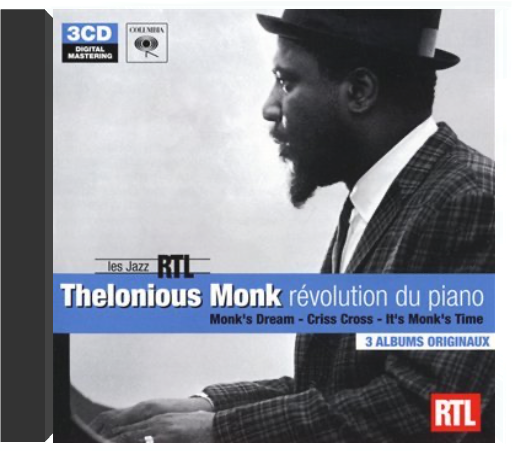 3CD
DIGITAL
MASTERING
COLUMBIA
les Jazz RTL
Thelonious Monk révolution du piano
Monk's Dream - Criss Cross - It's Monk's Time
3 ALBUMS ORIGINAUX
RTL